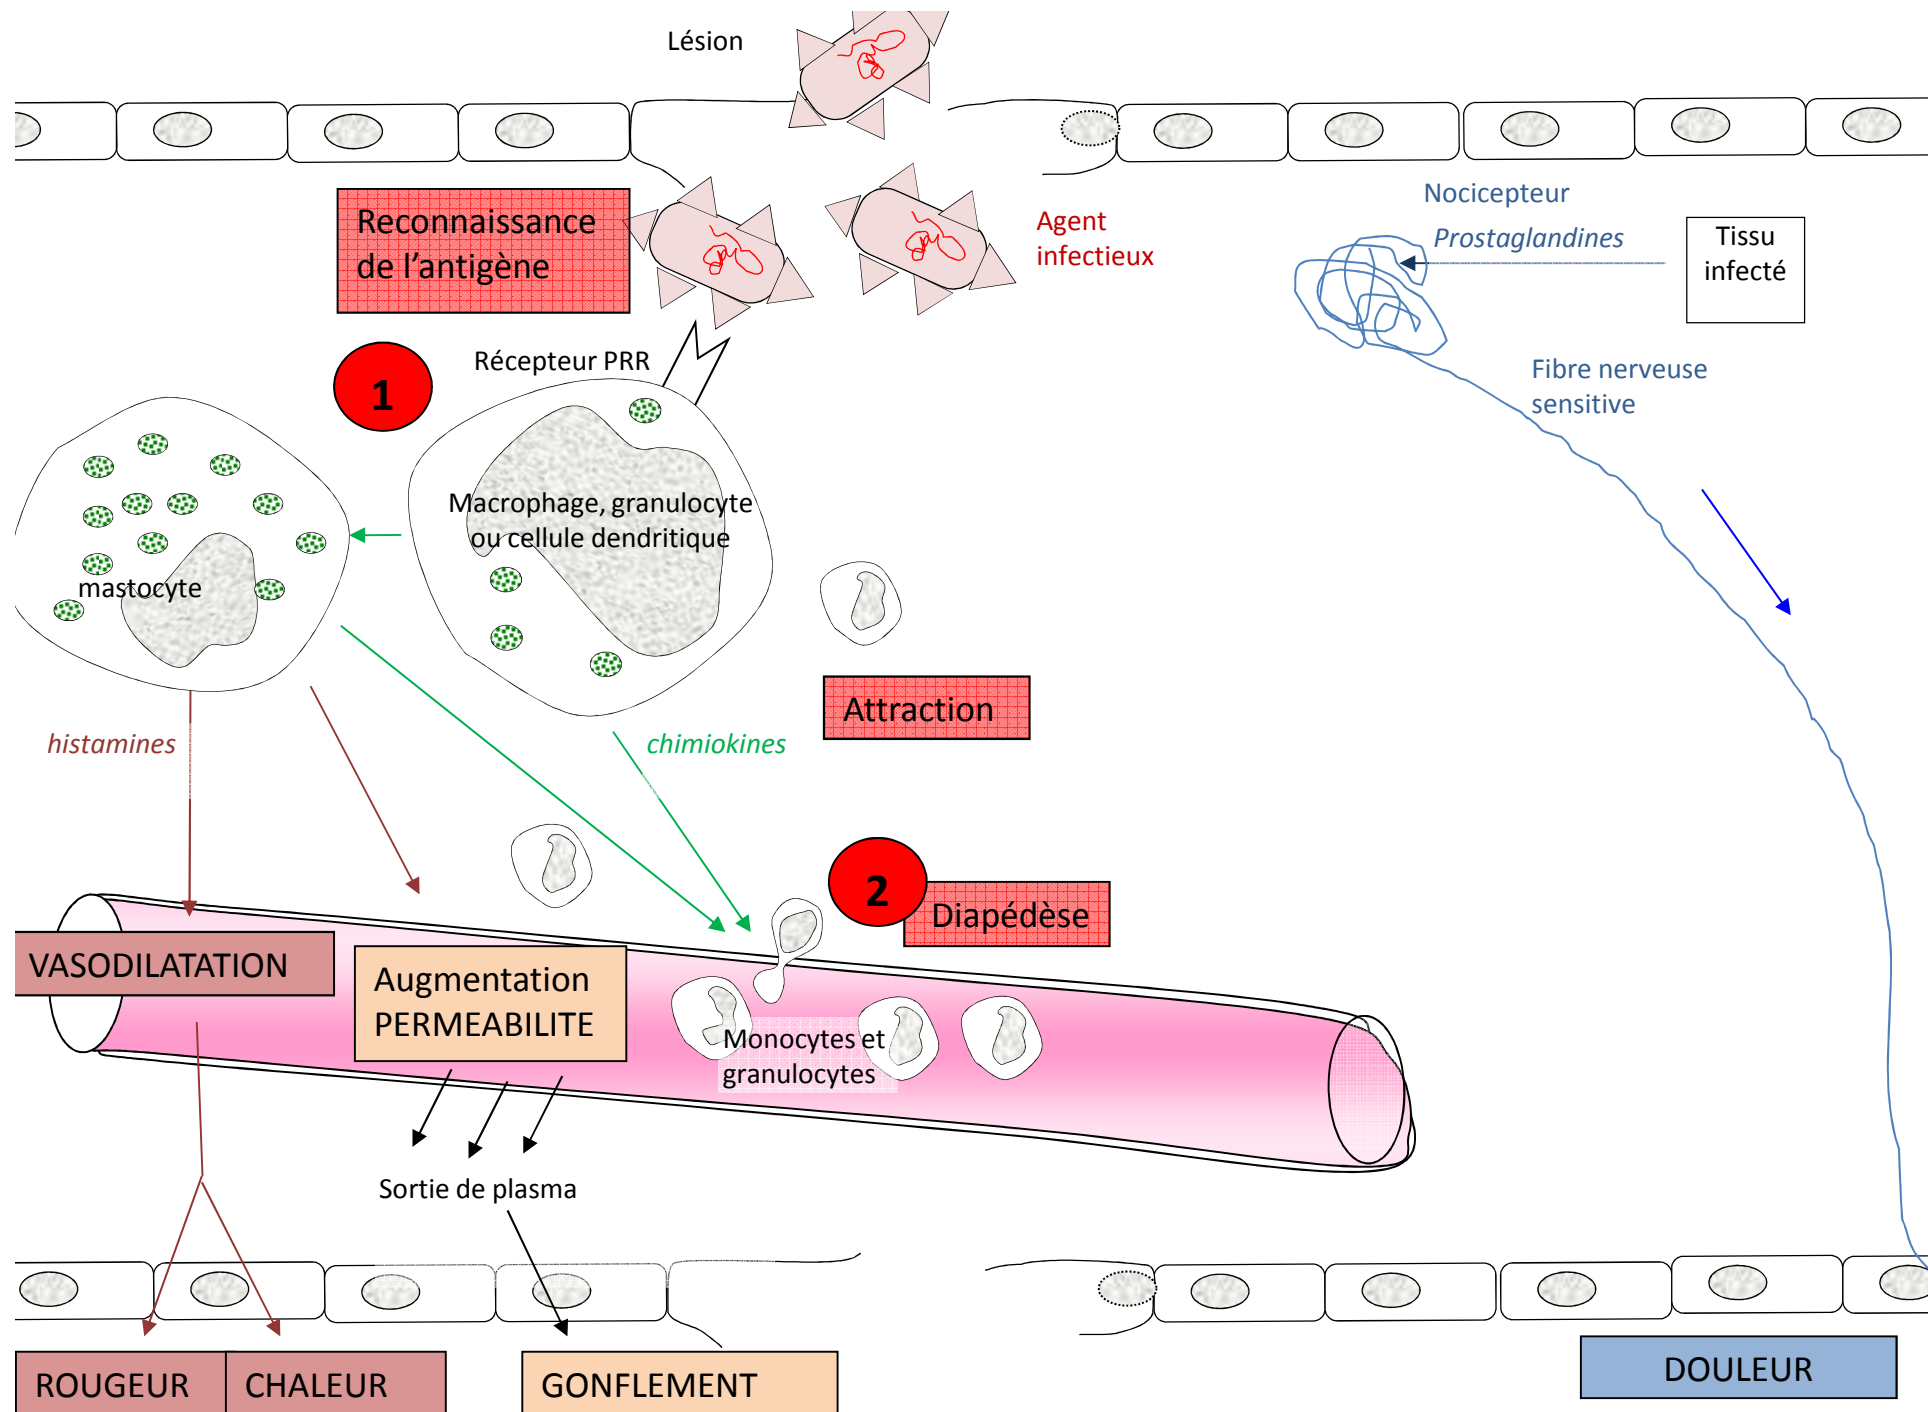 Lésion
Reconnaissance
de l'antigène
Agent
infectieux
Nocicepteur
Prostaglandines
Tissu
infecté
Récepteur PRR
1
Fibre nerveuse
sensitive
Macrophage, granulocyte
ou cellule dendritique
mastocyte
Attraction
histamines
chimiokines
2
Diapédèse
VASODILATATION
Augmentation
PERMEABILITE
Monocytes et
granulocytes
Sortie de plasma
ROUGEUR
CHALEUR
GONFLEMENT
DOULEUR